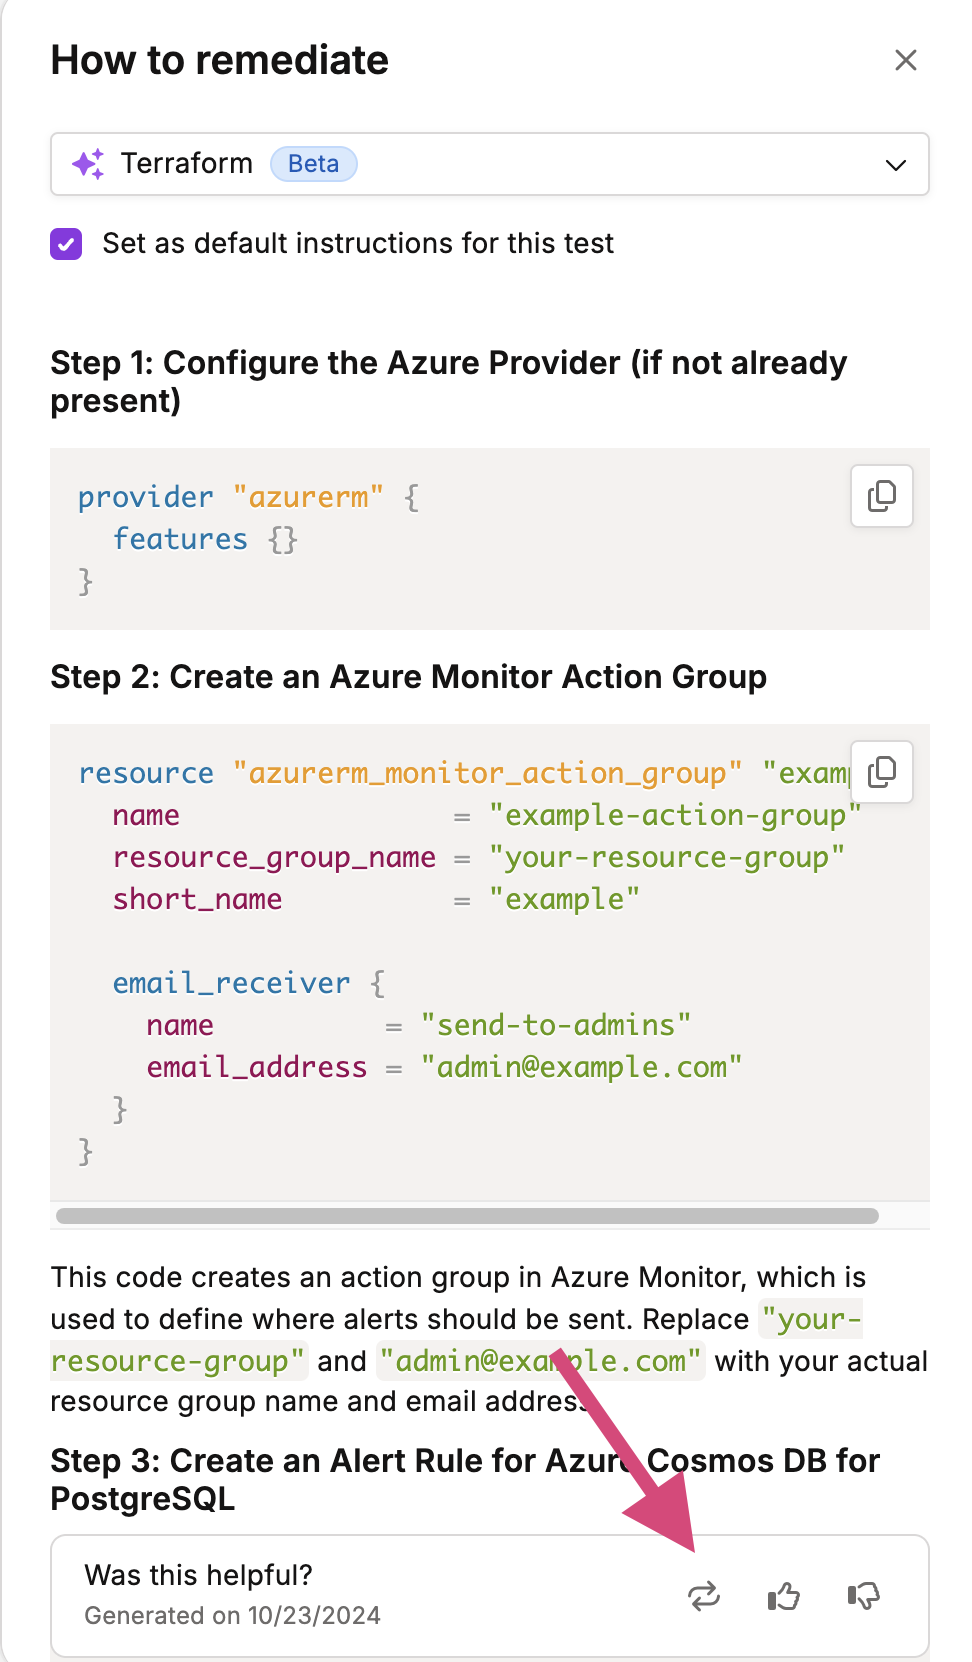 How to remediate
Terraform Beta
Set as default instructions for this test
Step 1: Configure the Azure Provider (if not already
present)
provider "azurerm" {
  features {}
}
Step 2: Create an Azure Monitor Action Group
resource "azurerm_monitor_action_group" "examp
  name                = "example-action-group"
  resource_group_name = "your-resource-group"
  short_name          = "example"
  email_receiver {
    name          = "send-to-admins"
    email_address = "admin@example.com"
  }
}
This code creates an action group in Azure Monitor, which is
used to define where alerts should be sent. Replace "your-
resource-group" and "admin@example.com" with your actual
resource group name and email address
Step 3: Create an Alert Rule for Azure Cosmos DB for
PostgreSQL
Was this helpful?
Generated on 10/23/2024